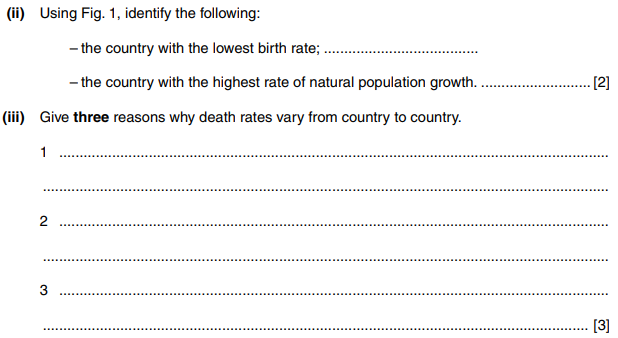 (ii) Using Fig. 1, identify the following:
– the country with the lowest birth rate; ......................................
– the country with the highest rate of natural population growth. ........................... [2]
(iii) Give three reasons why death rates vary from country to country.
1 ..........................................................................................................................................
..............................................................................................................................................
2 ..........................................................................................................................................
..............................................................................................................................................
3 ..........................................................................................................................................
....................................................................................................................................... [3]